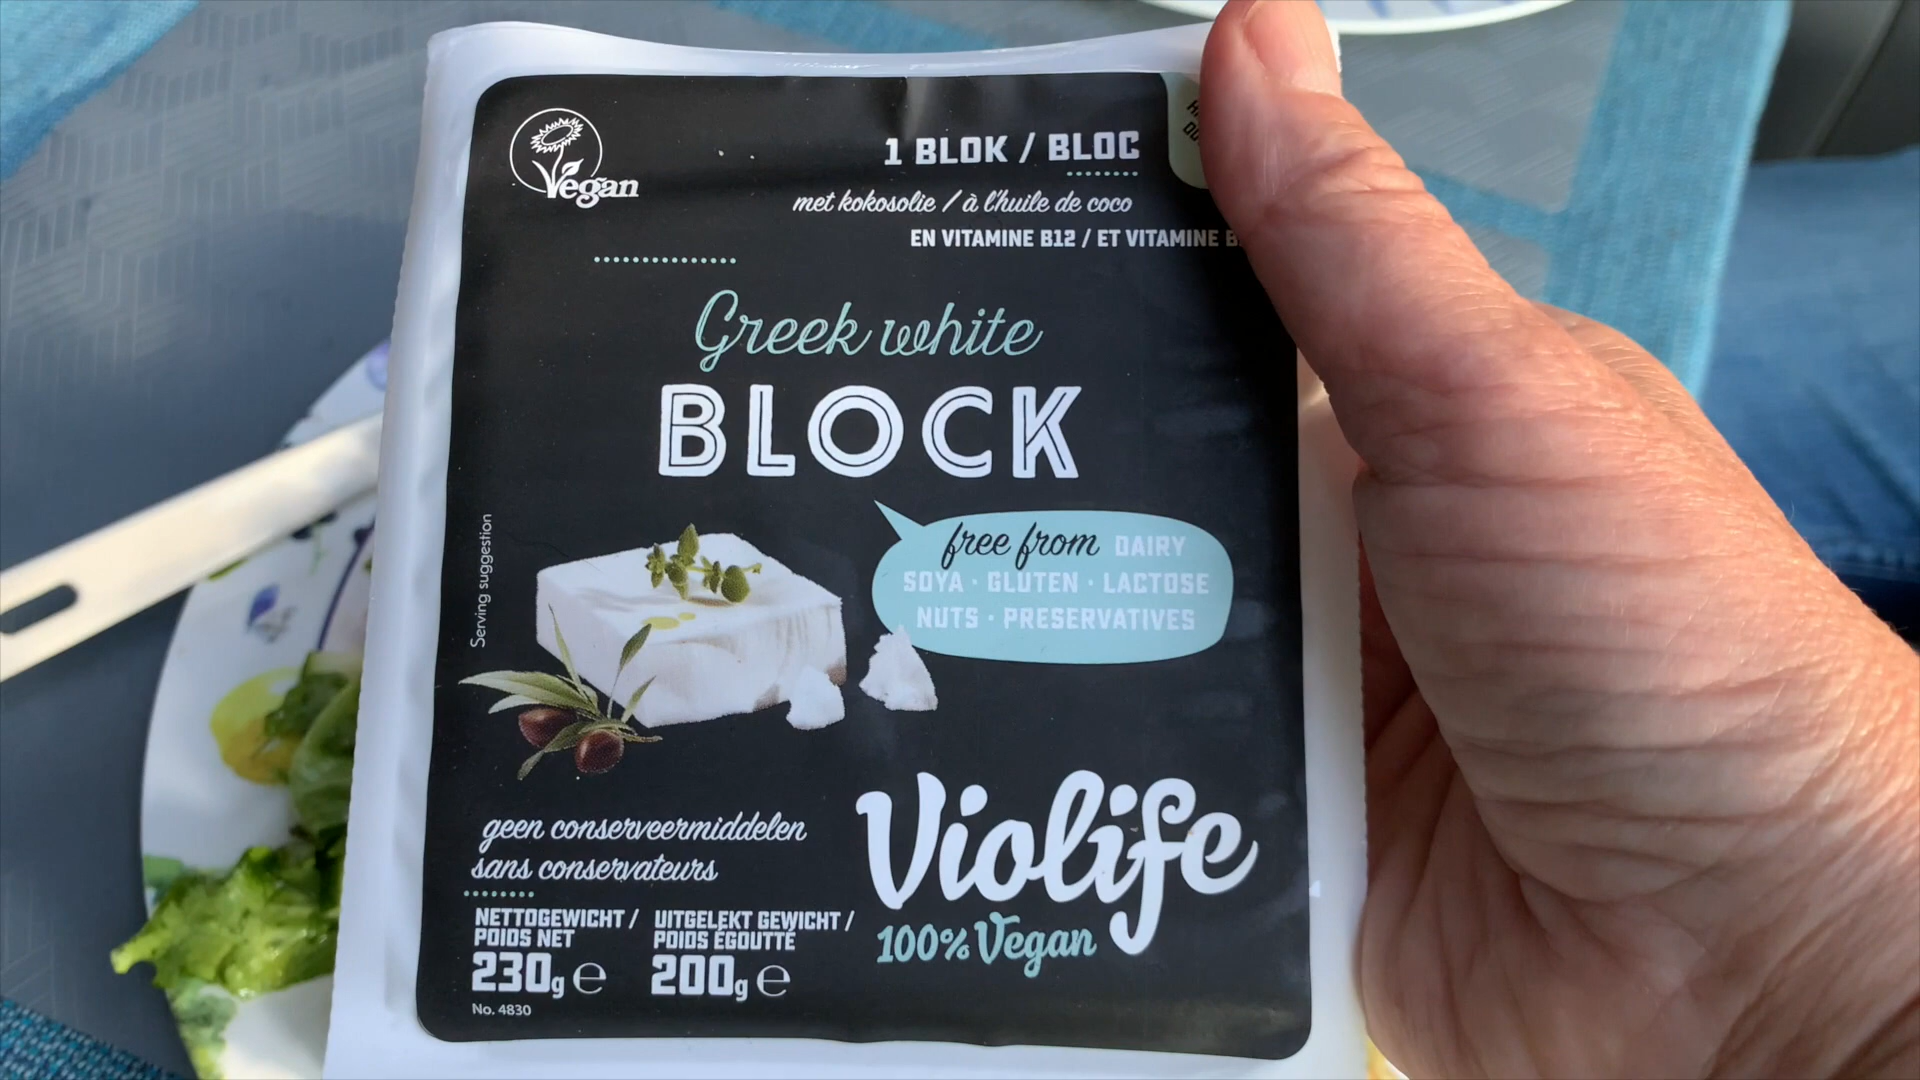 Vegan
1 BLOK / BLOC
met kokosolie / à l'huile de coco
EN VITAMINE B12 / ET VITAMINE
Greek white
BLOCK
free from DAIRY
SOYA · GLUTEN · LACTOSE
NUTS · PRESERVATIVES
Serving suggestion
geen conserveermiddelen
sans conservateurs
Violife
100% Vegan
NETTOGEWICHT /
POIDS NET
230g e
UITGELEKT GEWICHT /
POIDS ÉGOUTTÉ
200g e
No. 4830